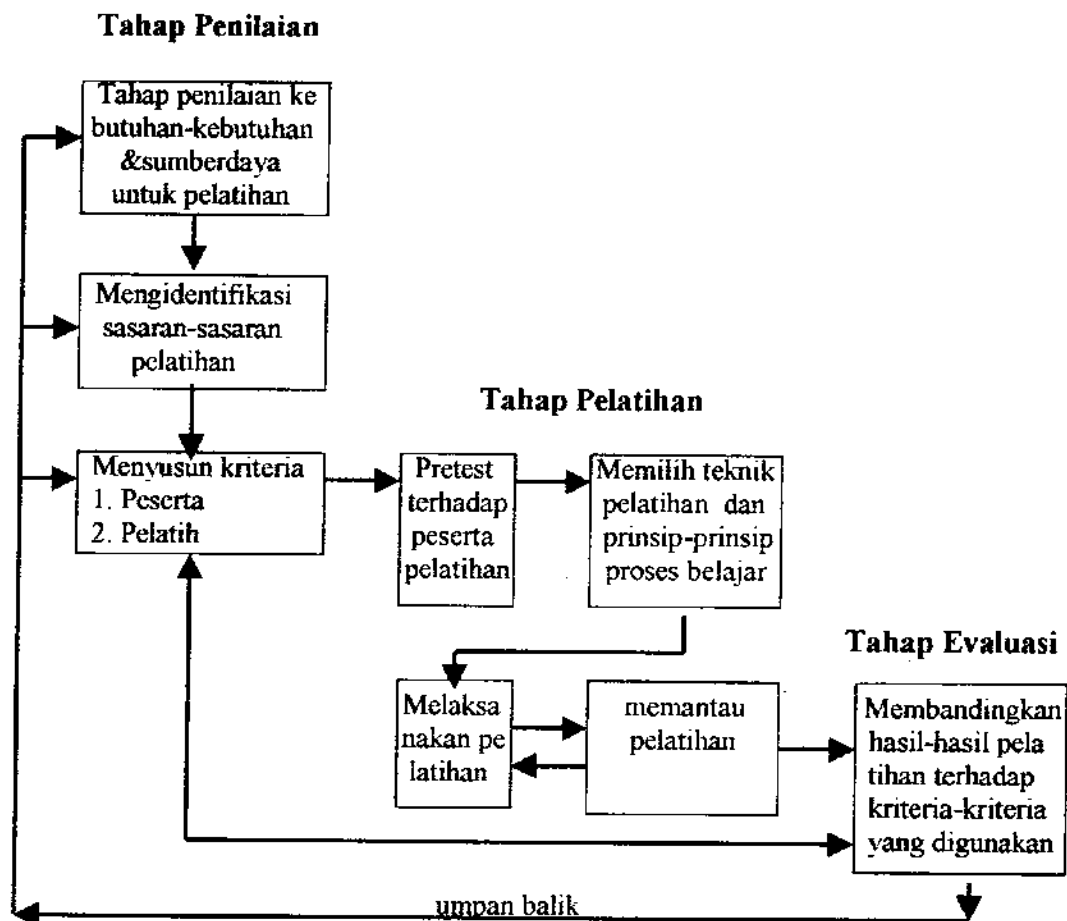 Tahap Penilaian
Tahap penilaian ke
butuhan-kebutuhan
&sumberdaya
untuk pelatihan
Mengidentifikasi
sasaran-sasaran
pelatihan
Menyusun kriteria
1. Peserta
2. Pelatih
Tahap Pelatihan
Pretest
terhadap
peserta
pelatihan
Memilih teknik
pelatihan dan
prinsip-prinsip
proses belajar
Melaksa
nakan pe
latihan
memantau
pelatihan
Tahap Evaluasi
Membandingkan
hasil-hasil pela
tihan terhadap
kriteria-kriteria
yang digunakan
umpan balik